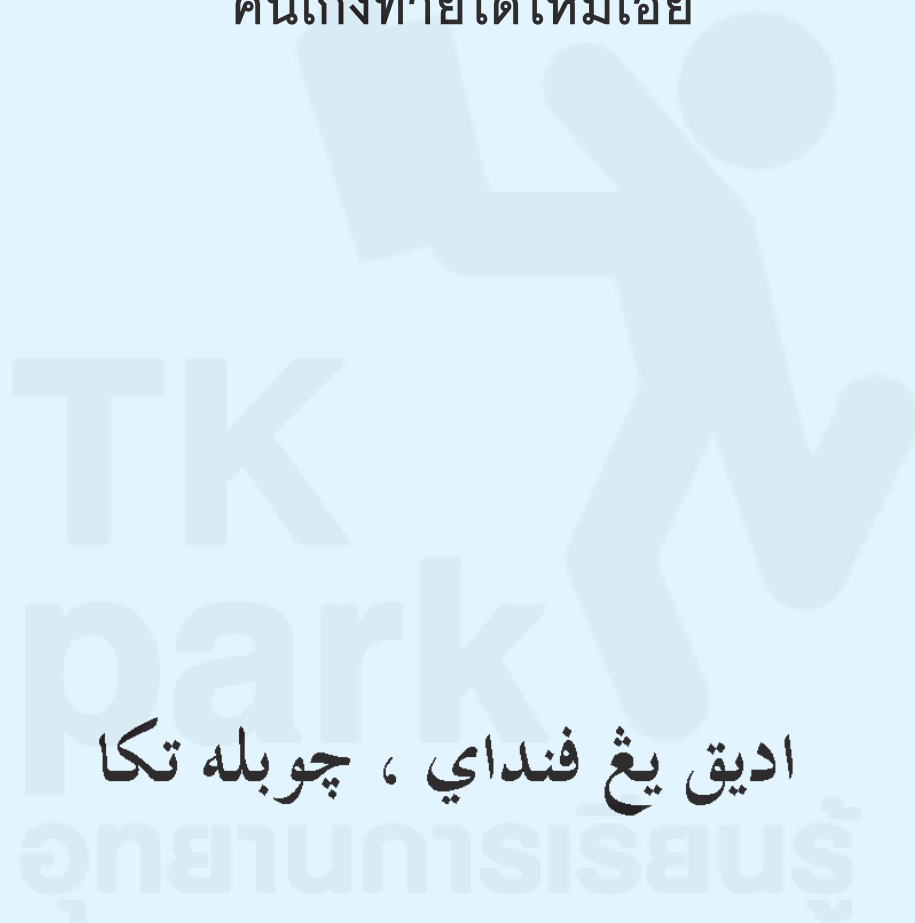 คนเก่งทายได้ไหมเอ่ย
TK
park
اديق يڠ فنداي ، چوبله تكا
อุทยานการเรียนรู้